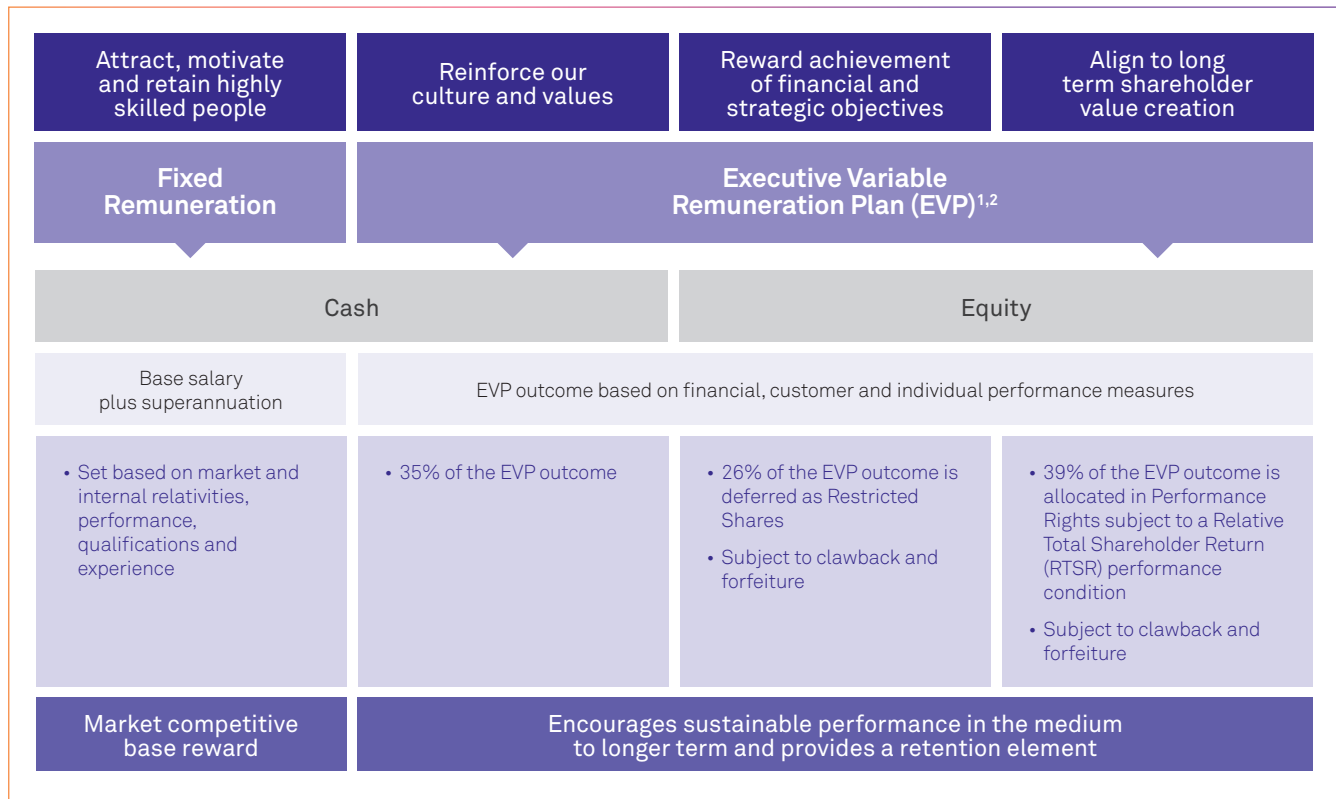 Attract, motivate
and retain highly
skilled people
Reinforce our
culture and values
Reward achievement
of financial and
strategic objectives
Align to long
term shareholder
value creation
Fixed
Remuneration
Executive Variable
Remuneration Plan (EVP)1,2
Cash
Equity
Base salary
plus superannuation
EVP outcome based on financial, customer and individual performance measures
• Set based on market and
internal relativities,
performance,
qualifications and
experience
• 35% of the EVP outcome
• 26% of the EVP outcome is
deferred as Restricted
Shares
• Subject to clawback and
forfeiture
• 39% of the EVP outcome is
allocated in Performance
Rights subject to a Relative
Total Shareholder Return
(RTSR) performance
condition
• Subject to clawback and
forfeiture
Market competitive
base reward
Encourages sustainable performance in the medium
to longer term and provides a retention element